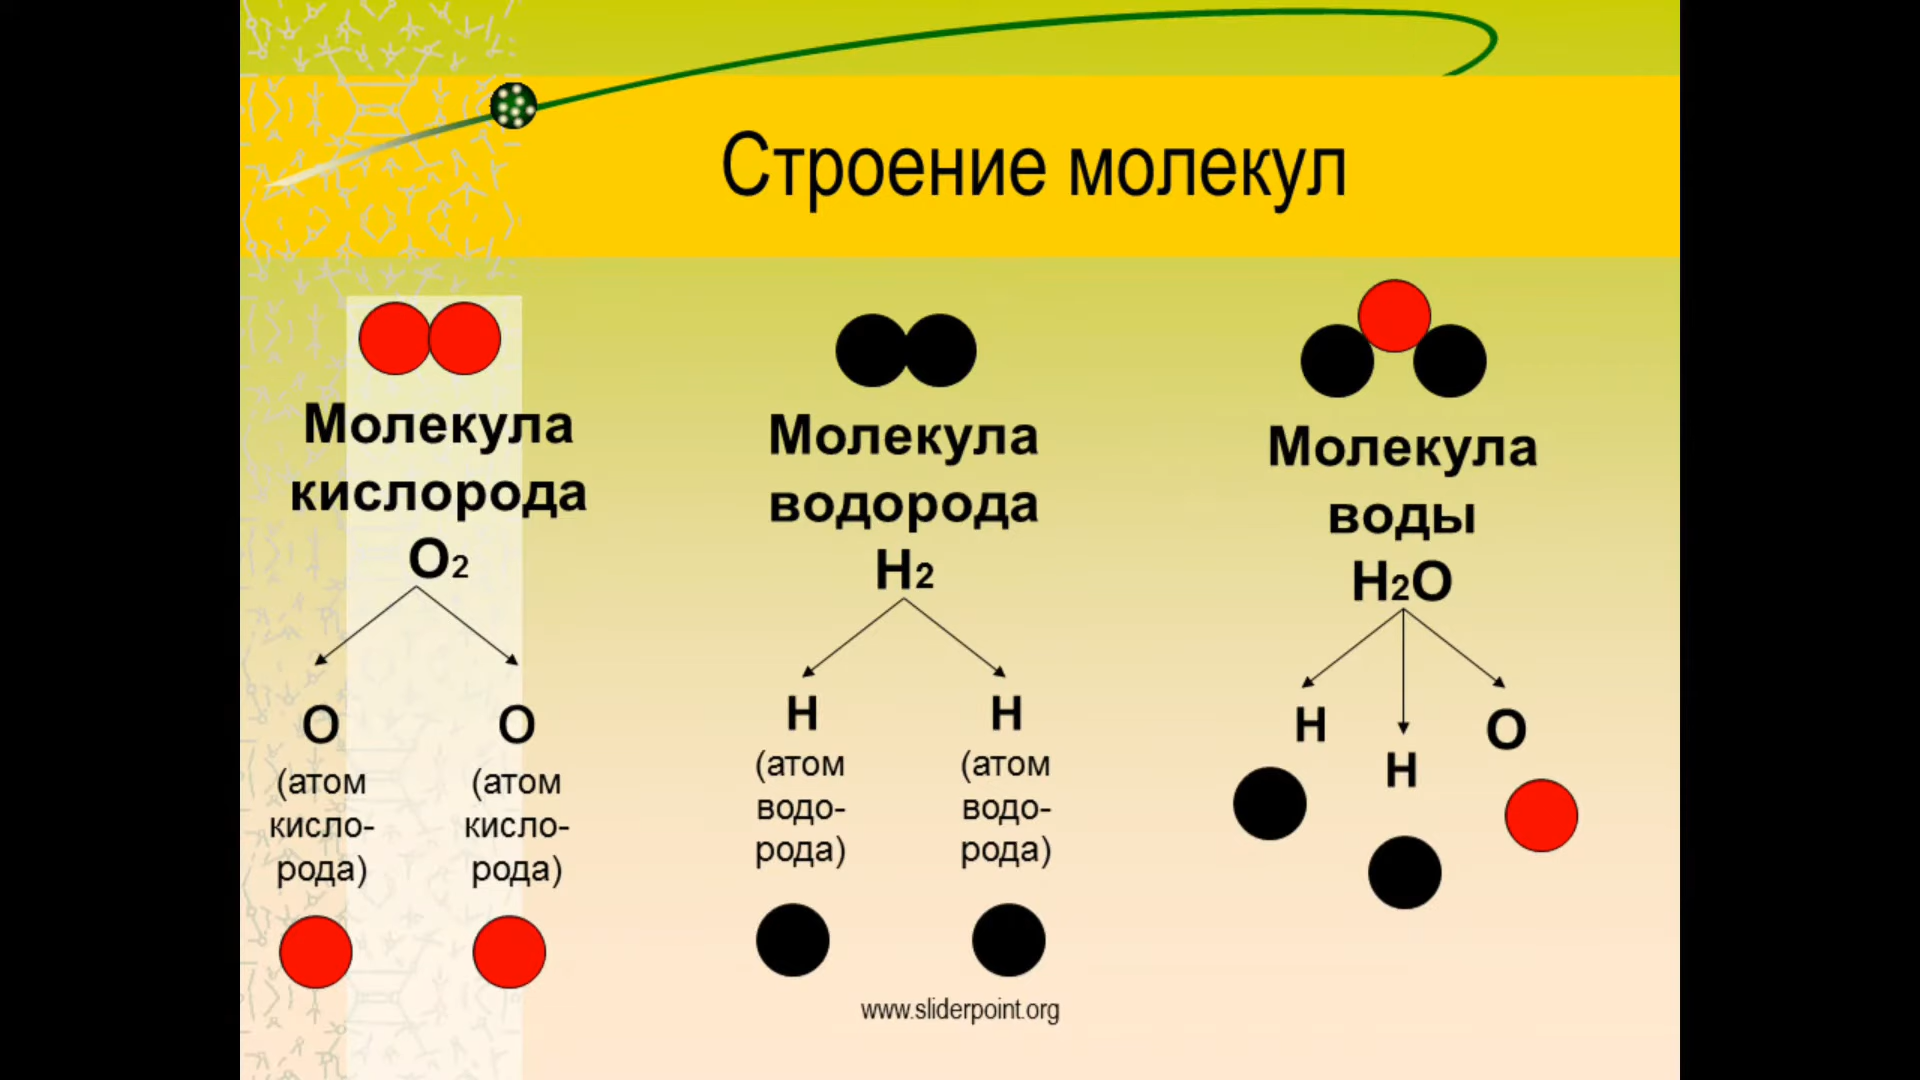 Строение молекул
Молекула
кислорода
O2
O
(атом
кисло-
рода)
O
(атом
кисло-
рода)
Молекула
водорода
H2
H
(атом
водо-
рода)
H
(атом
водо-
рода)
Молекула
воды
H2O
H
H
O
www.sliderpoint.org